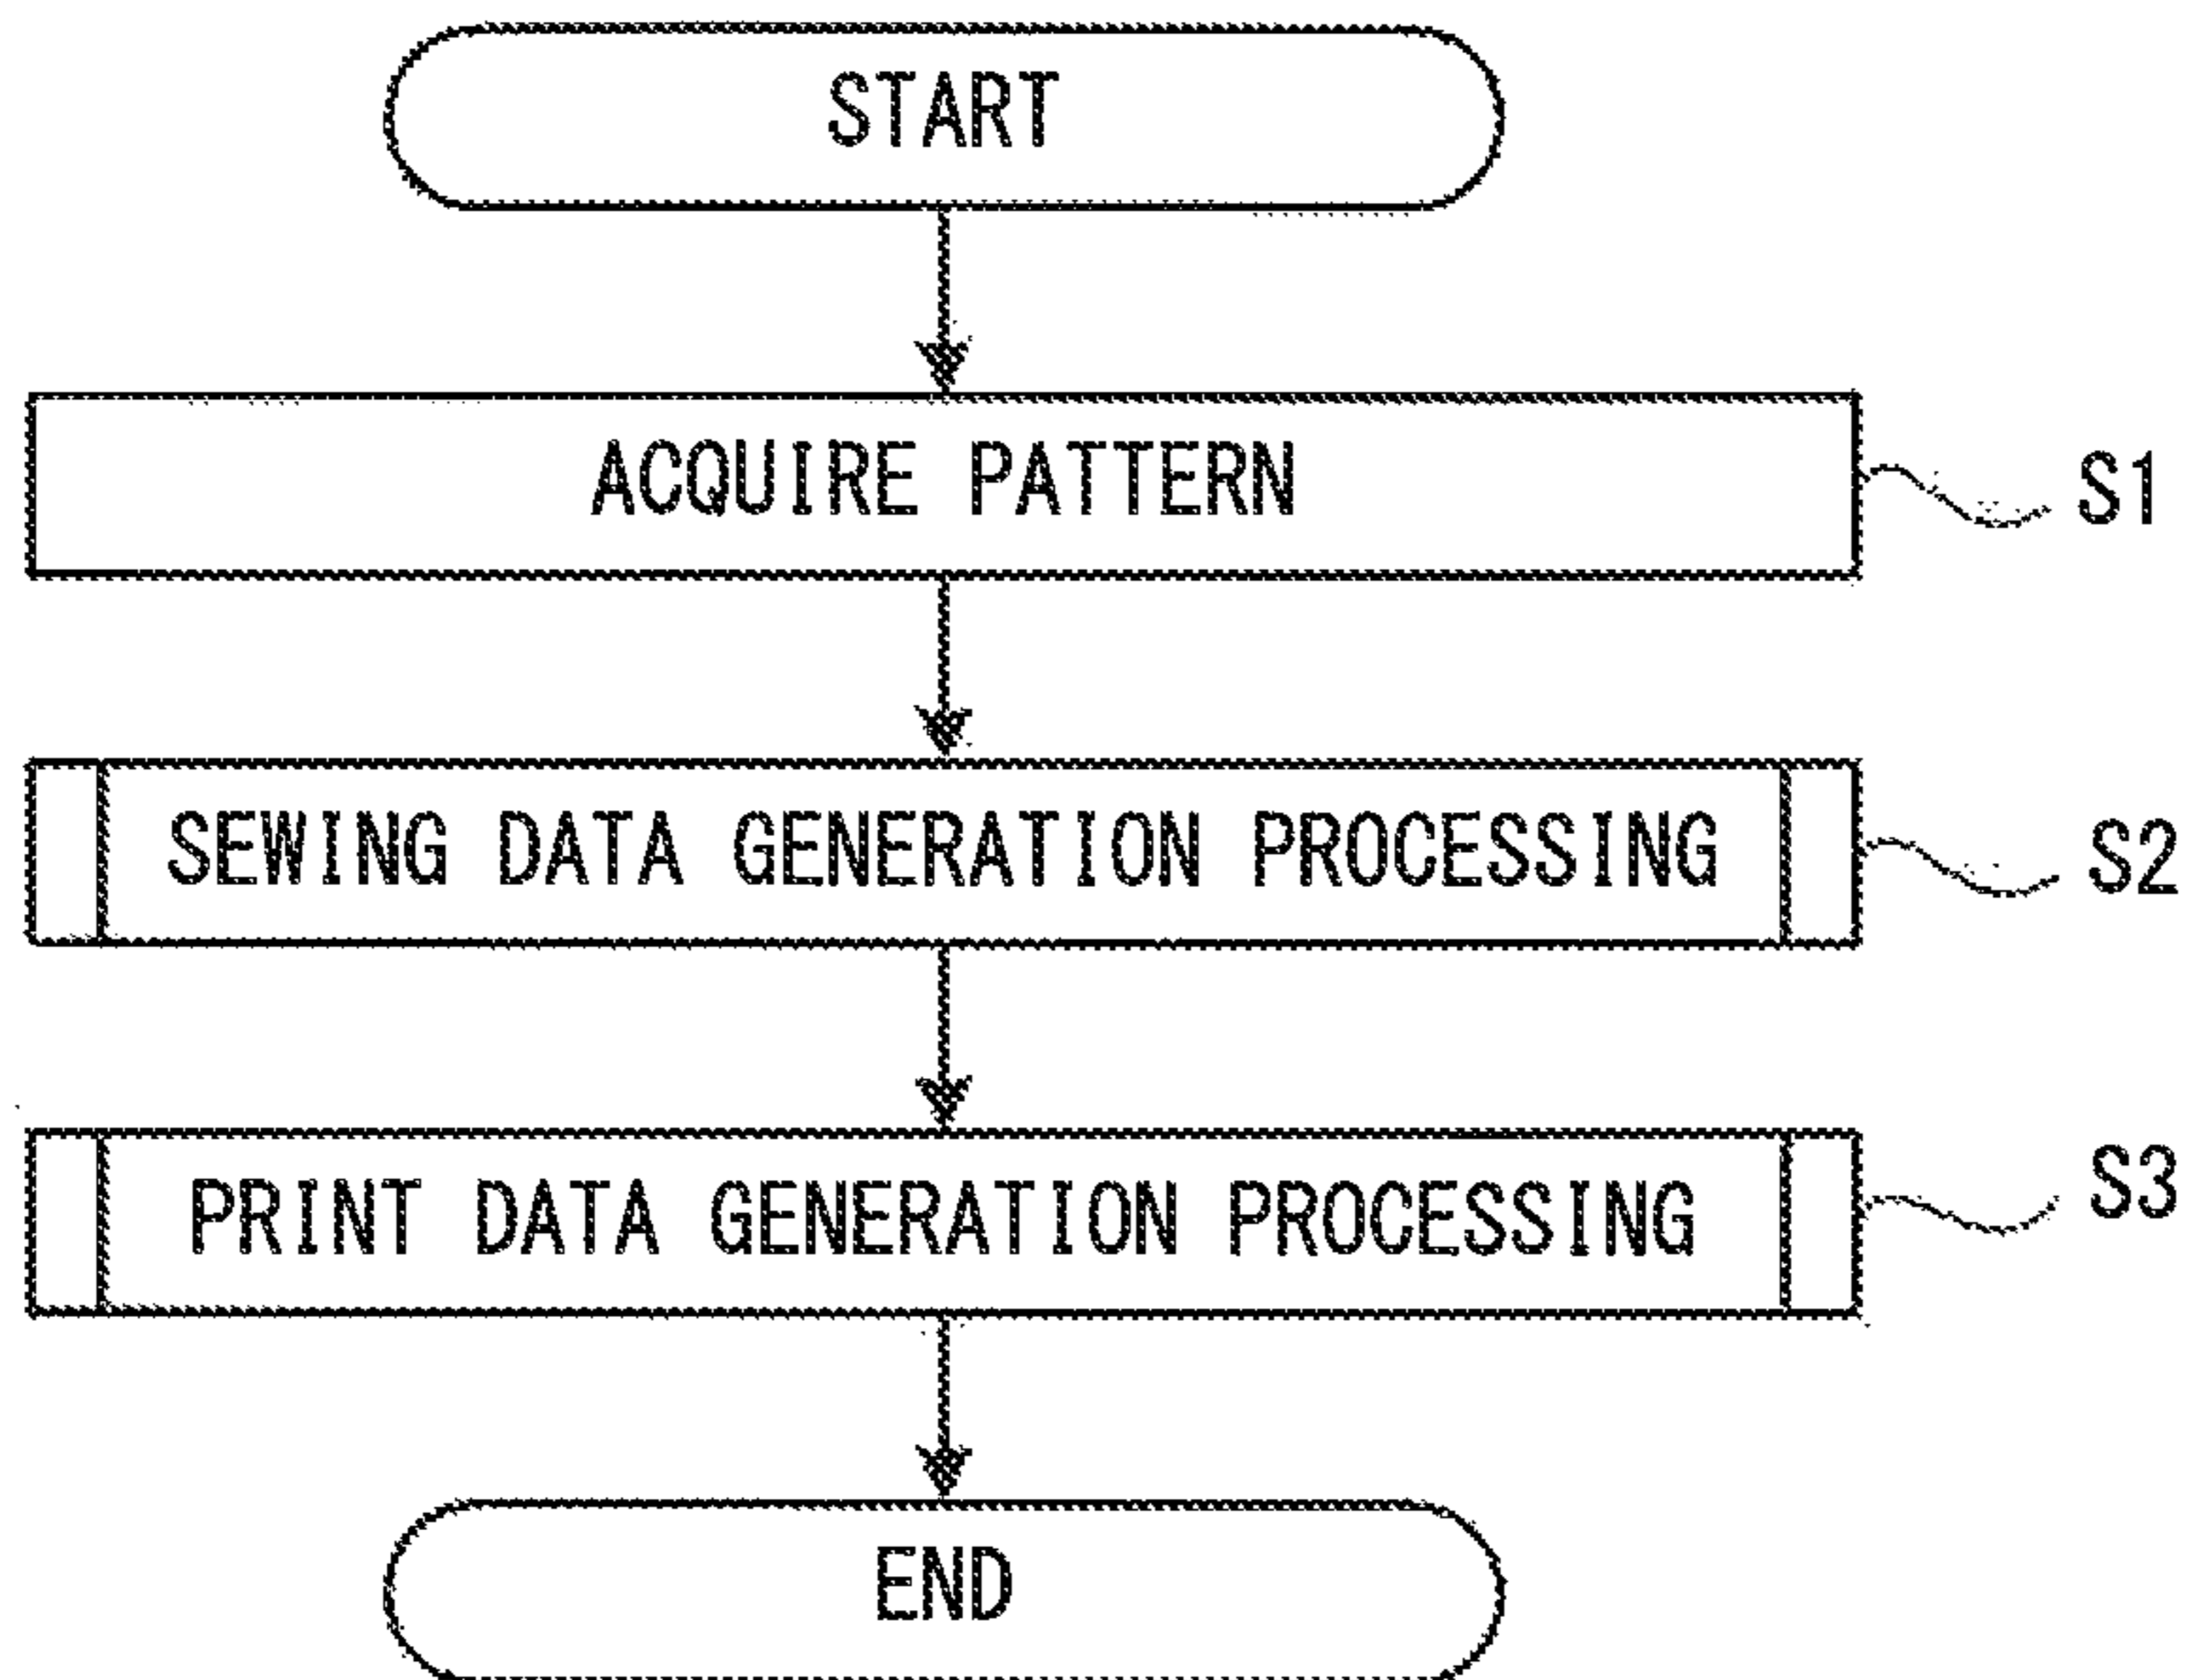 START
ACQUIRE PATTERN
S1
SEWING DATA GENERATION PROCESSING
S2
PRINT DATA GENERATION PROCESSING
S3
END